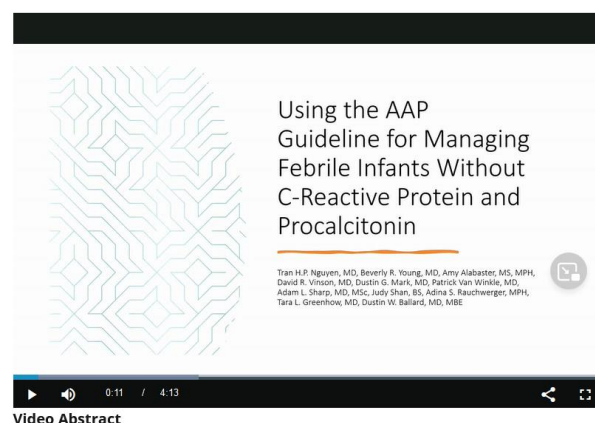 Using the AAP
Guideline for Managing
Febrile Infants Without
C-Reactive Protein and
Procalcitonin
Tran H.P. Nguyen, MD, Beverly R. Young, MD, Amy Alabaster, MS, MPH,
David R. Vinson, MD, Dustin G. Mark, MD, Patrick Van Winkle, MD,
Adam L. Sharp, MD, MSc, Judy Shan, BS, Adina S. Rauchwerger, MPH,
Tara L. Greenhow, MD, Dustin W. Ballard, MD, MBE
0:11 / 4:13
Video Abstract